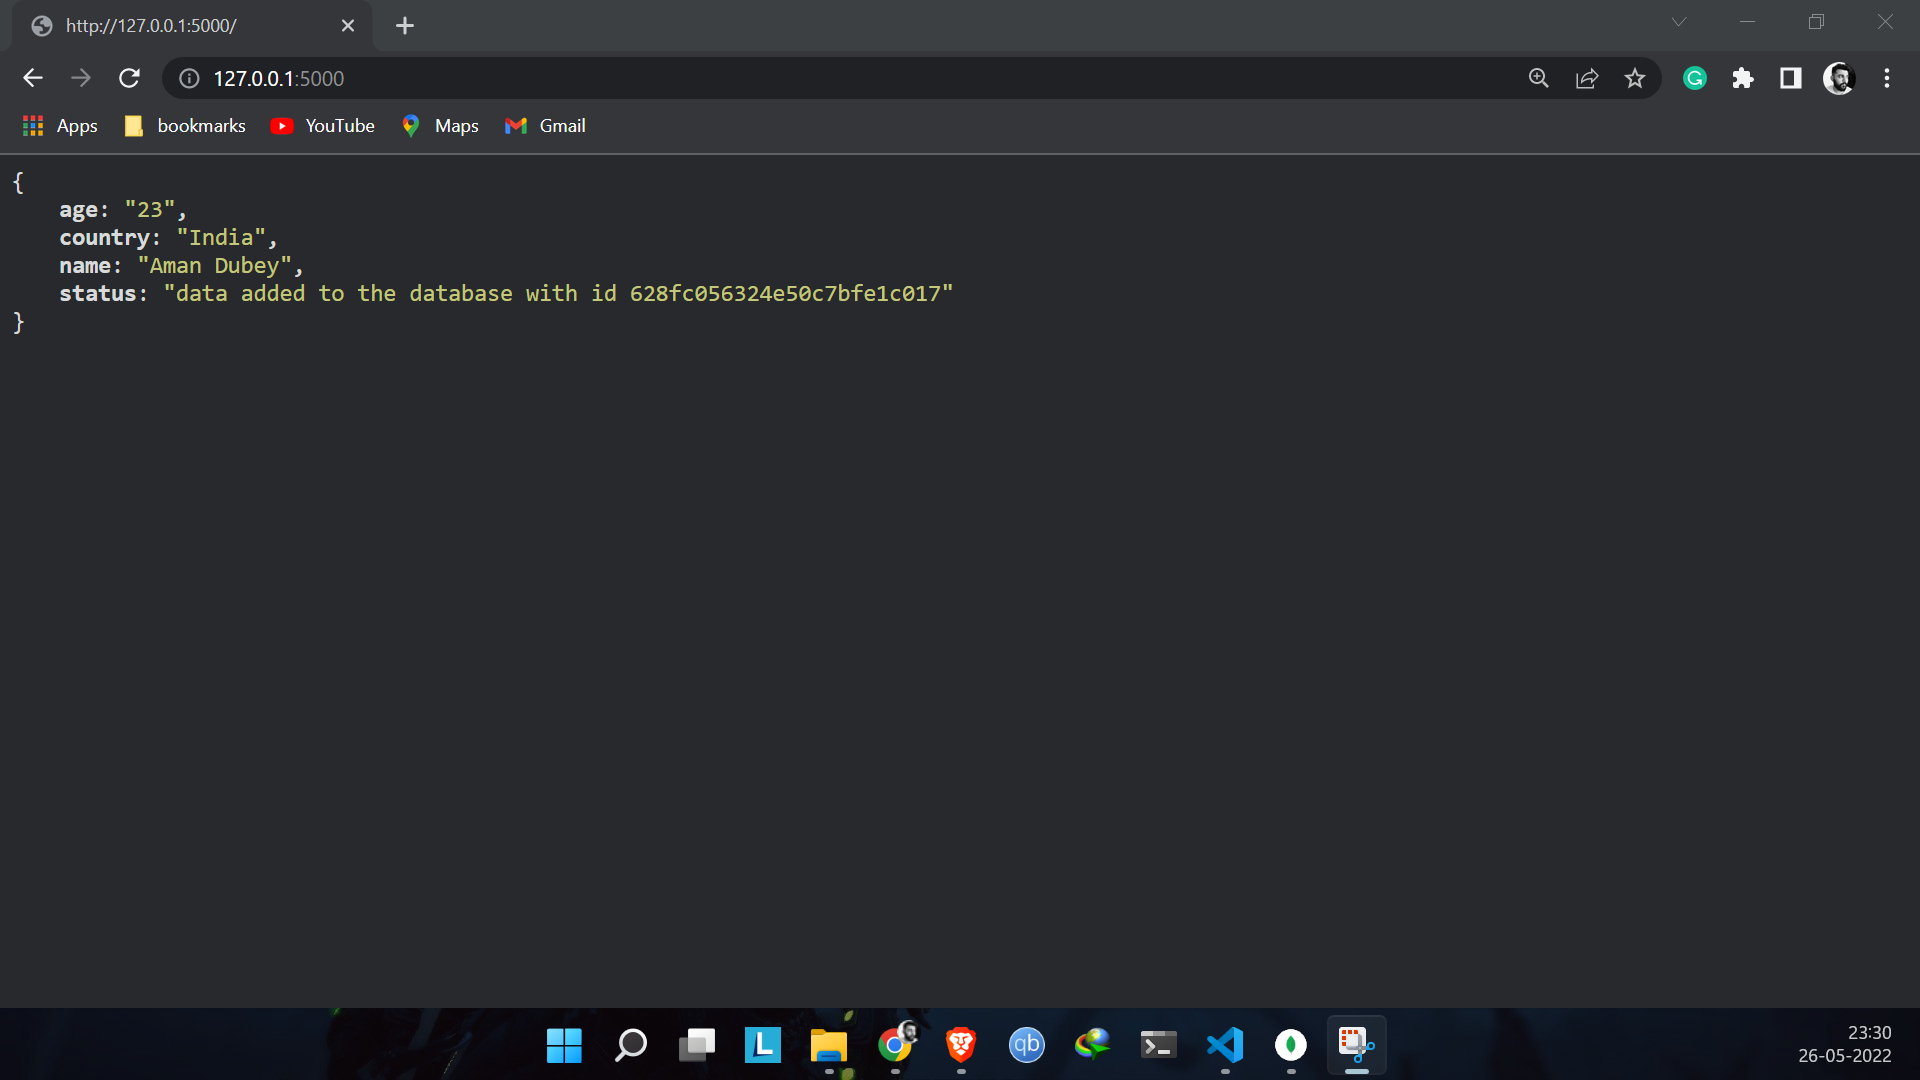 http://127.0.0.1:5000/
127.0.0.1:5000
Apps bookmarks YouTube Maps Gmail
{
age: "23",
country: "India",
name: "Aman Dubey",
status: "data added to the database with id 628fc056324e50c7bfe1c017"
}
L
qb
23:30
26-05-2022